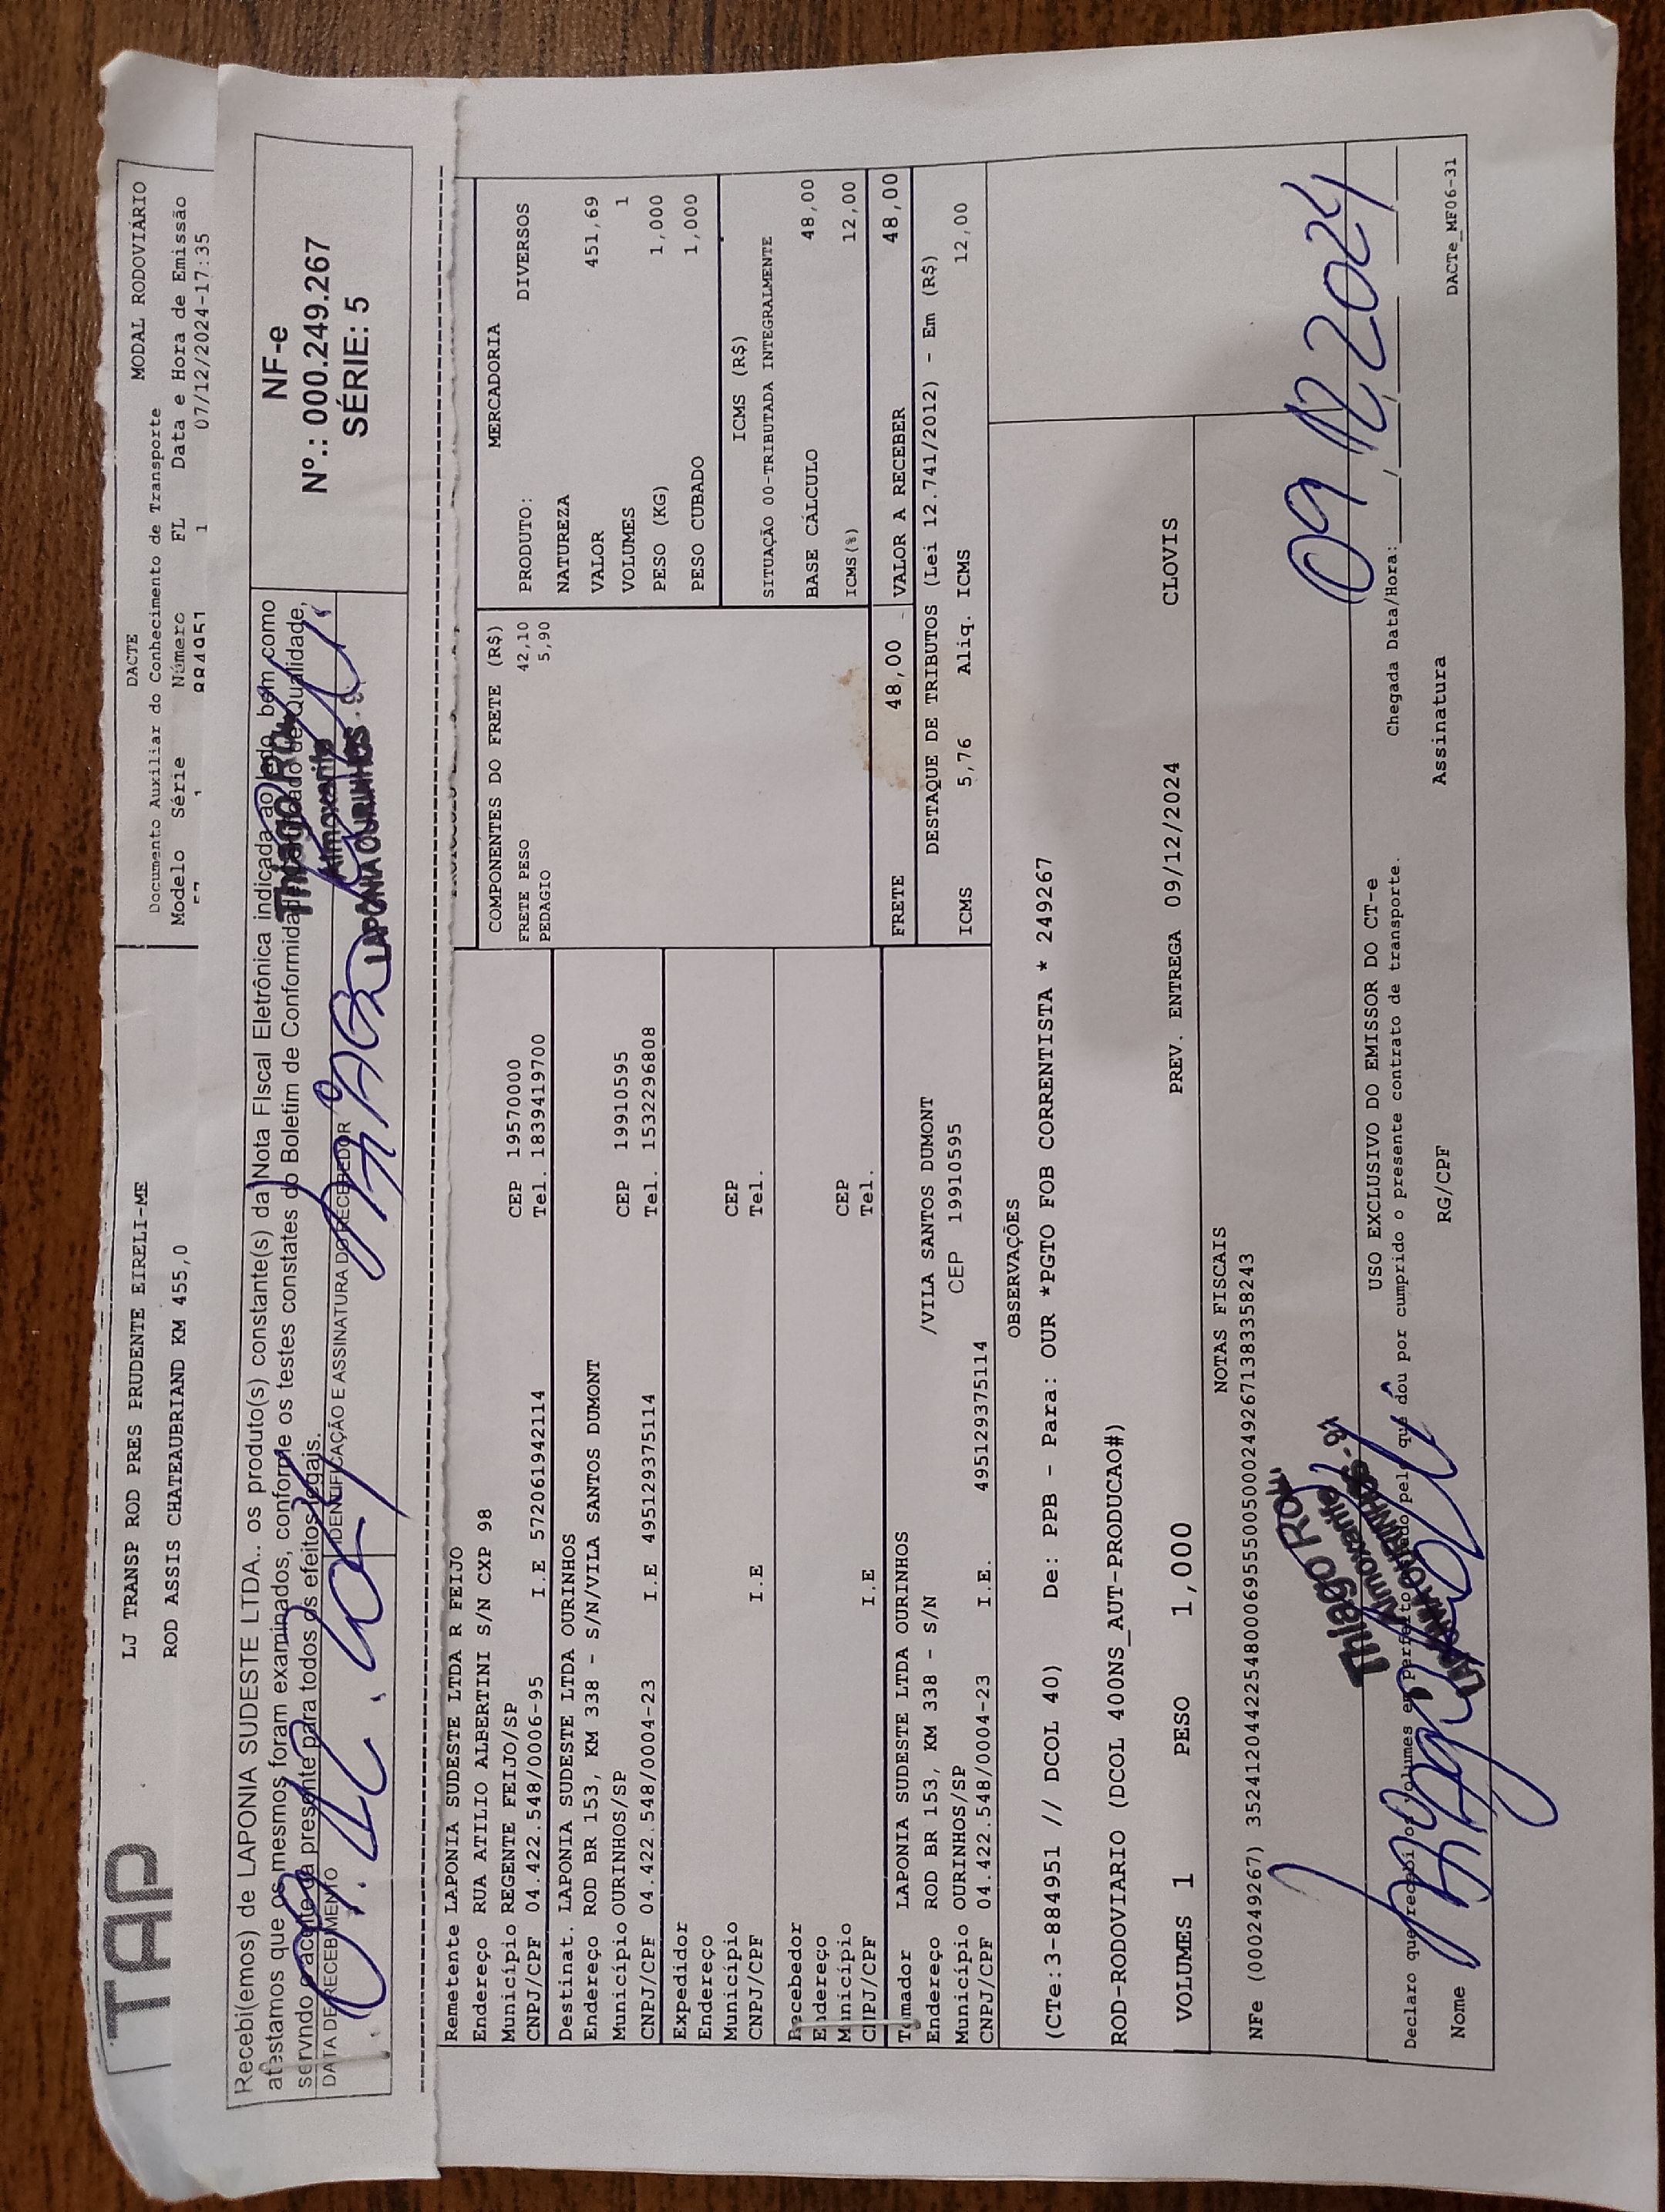 TAP
LJ TRANSP ROD PRES PRUDENTE EIRELI-ME
ROD ASSIS CHATEAUBRIAND KM 455,0
DACTE
MODAL RODOVIÁRIO
Documento Auxiliar do Conhecimento de Transporte
Modelo Série Número FL Data e Hora de Emissão
1 884951 1 07/12/2024-17:35
Recebi(emos) de LAPONIA SUDESTE LTDA.. os produto(s) constante(s) da Nota FIscal Eletrônica indicada ao lado, bem como
atestamos que os mesmos foram examinados, conforme os testes constates do Boletim de Conformidade de Qualidade,
servndo o aceite da presente para todos os efeitos legais.
DATA DE RECEBIMENTO
IDENTIFICAÇÃO E ASSINATURA DO RECEBEDOR
Thiago
Almoxarife
LAPONIA OURINHOS
NF-e
Nº.: 000.249.267
SÉRIE: 5
Remetente LAPONIA SUDESTE LTDA R FEIJO
Endereço RUA ATILIO ALBERTINI S/N CXP 98
Município REGENTE FEIJO/SP CEP 19570000
CNPJ/CPF 04.422.548/0006-95 I.E 572061942114 Tel. 1839419700
Destinat. LAPONIA SUDESTE LTDA OURINHOS
Endereço ROD BR 153, KM 338 - S/N/VILA SANTOS DUMONT
Município OURINHOS/SP CEP 19910595
CNPJ/CPF 04.422.548/0004-23 I.E 495129375114 Tel. 1532296808
Expedidor
Endereço
Município CEP
CNPJ/CPF I.E Tel.
Recebedor
Endereço
Município CEP
CNPJ/CPF I.E Tel.
Tomador LAPONIA SUDESTE LTDA OURINHOS
Endereço ROD BR 153, KM 338 - S/N /VILA SANTOS DUMONT
Município OURINHOS/SP CEP 19910595
CNPJ/CPF 04.422.548/0004-23 I.E. 495129375114
COMPONENTES DO FRETE (R$)
FRETE PESO 42,10
PEDAGIO 5,90
FRETE 48,00
MERCADORIA
PRODUTO: DIVERSOS
NATUREZA
VALOR 451,69
VOLUMES 1
PESO (KG) 1,000
PESO CUBADO 1,000
ICMS (R$)
SITUAÇÃO 00-TRIBUTADA INTEGRALMENTE
BASE CÁLCULO 48,00
ICMS(%) 12,00
VALOR A RECEBER 48,00
DESTAQUE DE TRIBUTOS (Lei 12.741/2012) - Em (R$)
ICMS 5,76 Aliq. ICMS 12,00
OBSERVAÇÕES
(CTe:3-884951 // DCOL 40) De: PPB - Para: OUR *PGTO FOB CORRENTISTA * 249267
ROD-RODOVIARIO (DCOL 400NS_AUT-PRODUCAO#)
VOLUMES 1 PESO 1,000 PREV. ENTREGA 09/12/2024 CLOVIS
NOTAS FISCAIS
NFe (000249267) 35241204422548000695550050002492671383358243
USO EXCLUSIVO DO EMISSOR DO CT-e
Declaro que recebi os volumes em perfeito estado pelo que dou por cumprido o presente contrato de transporte.
Chegada Data/Hora: ___/___/___
09/12/2024
Nome RG/CPF Assinatura
Thiago
Almoxarife
LAPONIA OURINHOS
DACTe_MF06-31